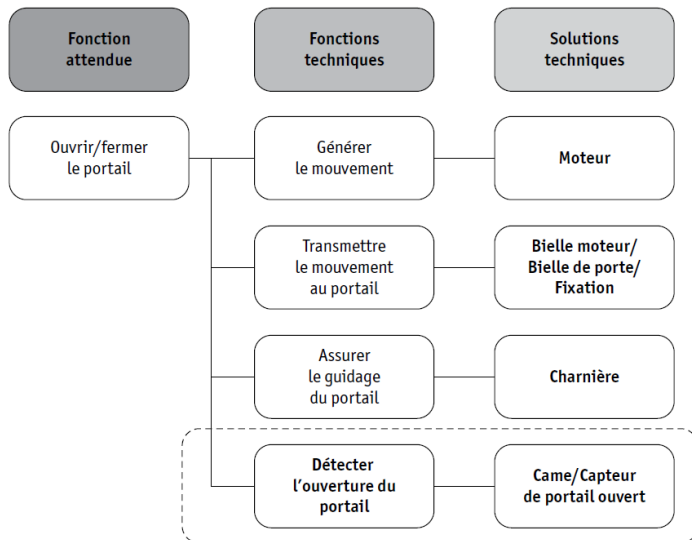 Fonction
attendue
Fonctions
techniques
Solutions
techniques
Ouvrir/fermer
le portail
Générer
le mouvement
Moteur
Transmettre
le mouvement
au portail
Bielle moteur/
Bielle de porte/
Fixation
Assurer
le guidage
du portail
Charnière
Détecter
l'ouverture du
portail
Came/Capteur
de portail ouvert